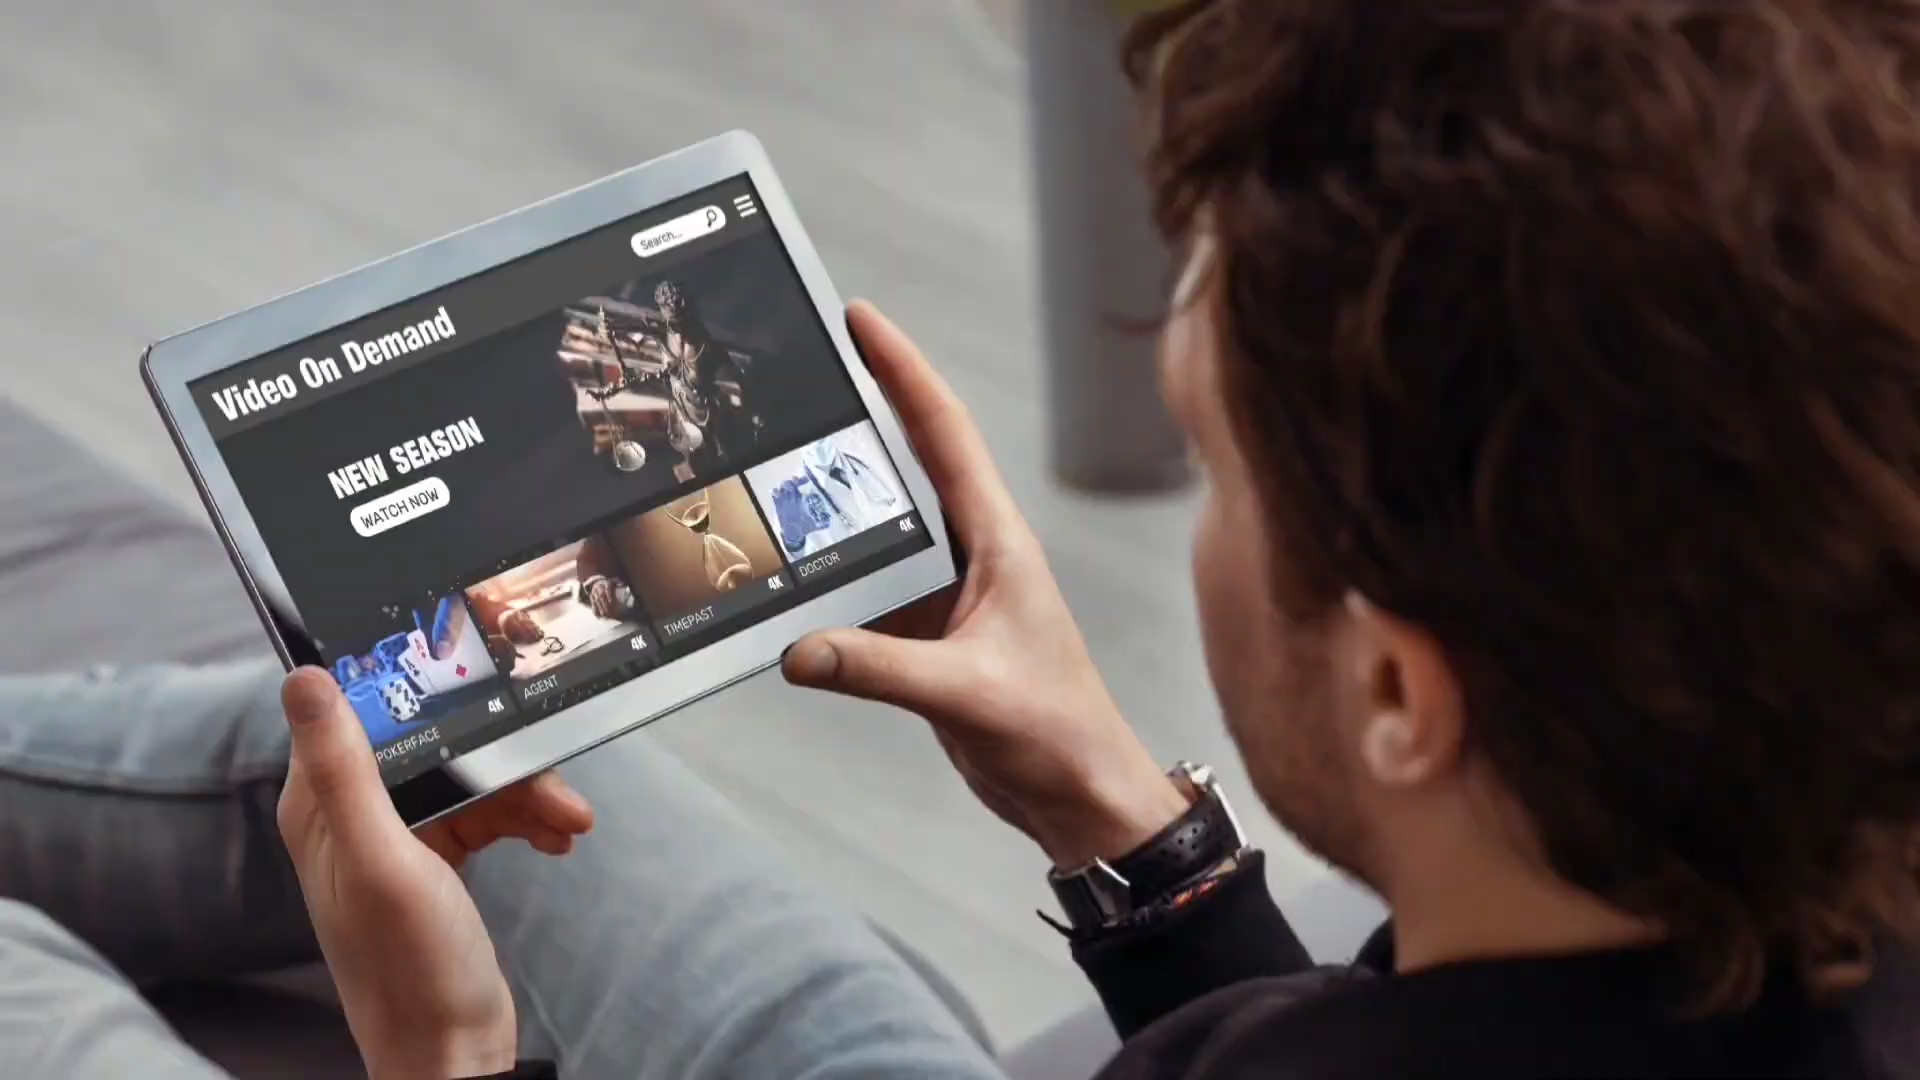 Search...
Video On Demand
NEW SEASON
WATCH NOW
4K
POKERFACE
4K
AGENT
4K
TIMEPAST
4K
DOCTOR